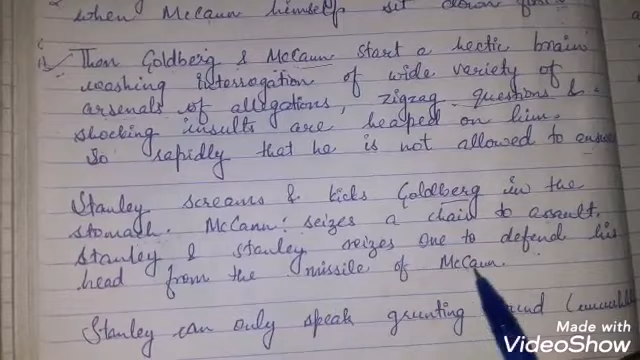 when McCann himself set down first
Then Goldberg & McCann start a hectic brain
washing interrogation of wide variety of
arsenals of allegations, zigzag questions &
shocking insults are heaped on him.
So rapidly that he is not allowed to
Stanley screams & kicks Goldberg in the
stomach. McCann seizes a chair to assault
Stanley & Stanley seizes one to defend his
head from the missile of McCann.
Stanley can only speak grunting
Made with
VideoShow